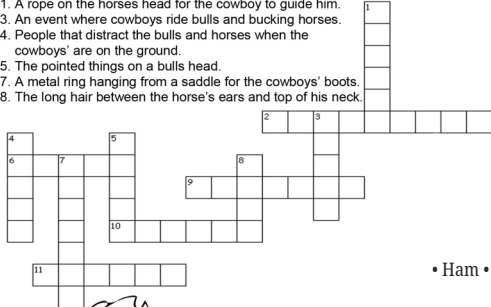 1. A rope on the horses head for the cowboy to guide him.
3. An event where cowboys ride bulls and bucking horses.
4. People that distract the bulls and horses when the
cowboys’ are on the ground.
5. The pointed things on a bulls head.
7. A metal ring hanging from a saddle for the cowboys’ boots.
8. The long hair between the horse’s ears and top of his neck.
1
2 3
4 5
6 7 8
9
10
11
• Ham •